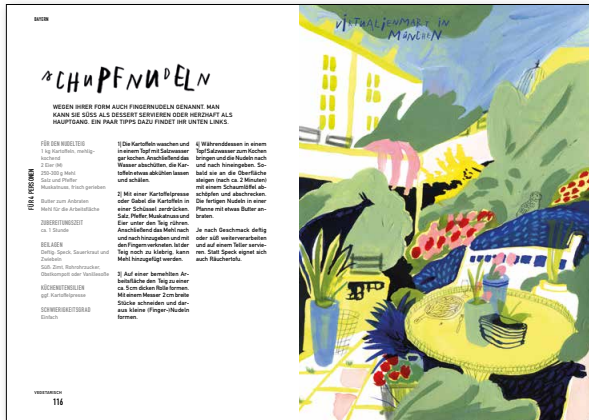 BAYERN
SCHUPFNUDELN
WEGEN IHRER FORM AUCH FINGERNUDELN GENANNT. MAN
KANN SIE SÜSS ALS DESSERT SERVIEREN ODER HERZHAFT ALS
HAUPTGANG. EIN PAAR TIPPS DAZU FINDET IHR UNTEN LINKS.
FÜR 4 PERSONEN
FÜR DEN NUDELTEIG
1 kg Kartoffeln, mehlig-
kochend
2 Eier (M)
250-300 g Mehl
Salz und Pfeffer
Muskatnuss, frisch gerieben
Butter zum Anbraten
Mehl für die Arbeitsfläche
ZUBEREITUNGSZEIT
ca. 1 Stunde
BEILAGEN
Deftig: Speck, Sauerkraut und
Zwiebeln
Süß: Zimt, Rohrohrzucker,
Obstkompott oder Vanillesoße
KÜCHENUTENSILIEN
ggf. Kartoffelpresse
SCHWIERIGKEITSGRAD
Einfach
1) Die Kartoffeln waschen und
in einem Topf mit Salzwasser
gar kochen. Anschließend das
Wasser abschütten, die Kar-
toffeln etwas abkühlen lassen
und schälen.
2) Mit einer Kartoffelpresse
oder Gabel die Kartoffeln in
einer Schüssel zerdrücken.
Salz, Pfeffer, Muskatnuss und
Eier unter den Teig rühren.
Anschließend das Mehl nach
und nach hinzugeben und mit
den Fingern verkneten. Ist der
Teig noch zu klebrig, kann
Mehl hinzugefügt werden.
3) Auf einer bemehlten Ar-
beitsfläche den Teig zu einer
ca. 5cm dicken Rolle formen.
Mit einem Messer 2 cm breite
Stücke schneiden und dar-
aus kleine (Finger-)Nudeln
formen.
4) Währenddessen in einem
Topf Salzwasser zum Kochen
bringen und die Nudeln nach
und nach hineingeben. So-
bald sie an die Oberfläche
steigen (nach ca. 2 Minuten)
mit einem Schaumlöffel ab-
schöpfen und abschrecken.
Die fertigen Nudeln in einer
Pfanne mit etwas Butter an-
braten.
Je nach Geschmack deftig
oder süß weiterverarbeiten
und auf einem Teller servie-
ren. Statt Speck eignet sich
auch Räuchertofu.
VEGETARISCH
116
VIKTUALIENMARKT IN
MÜNCHEN